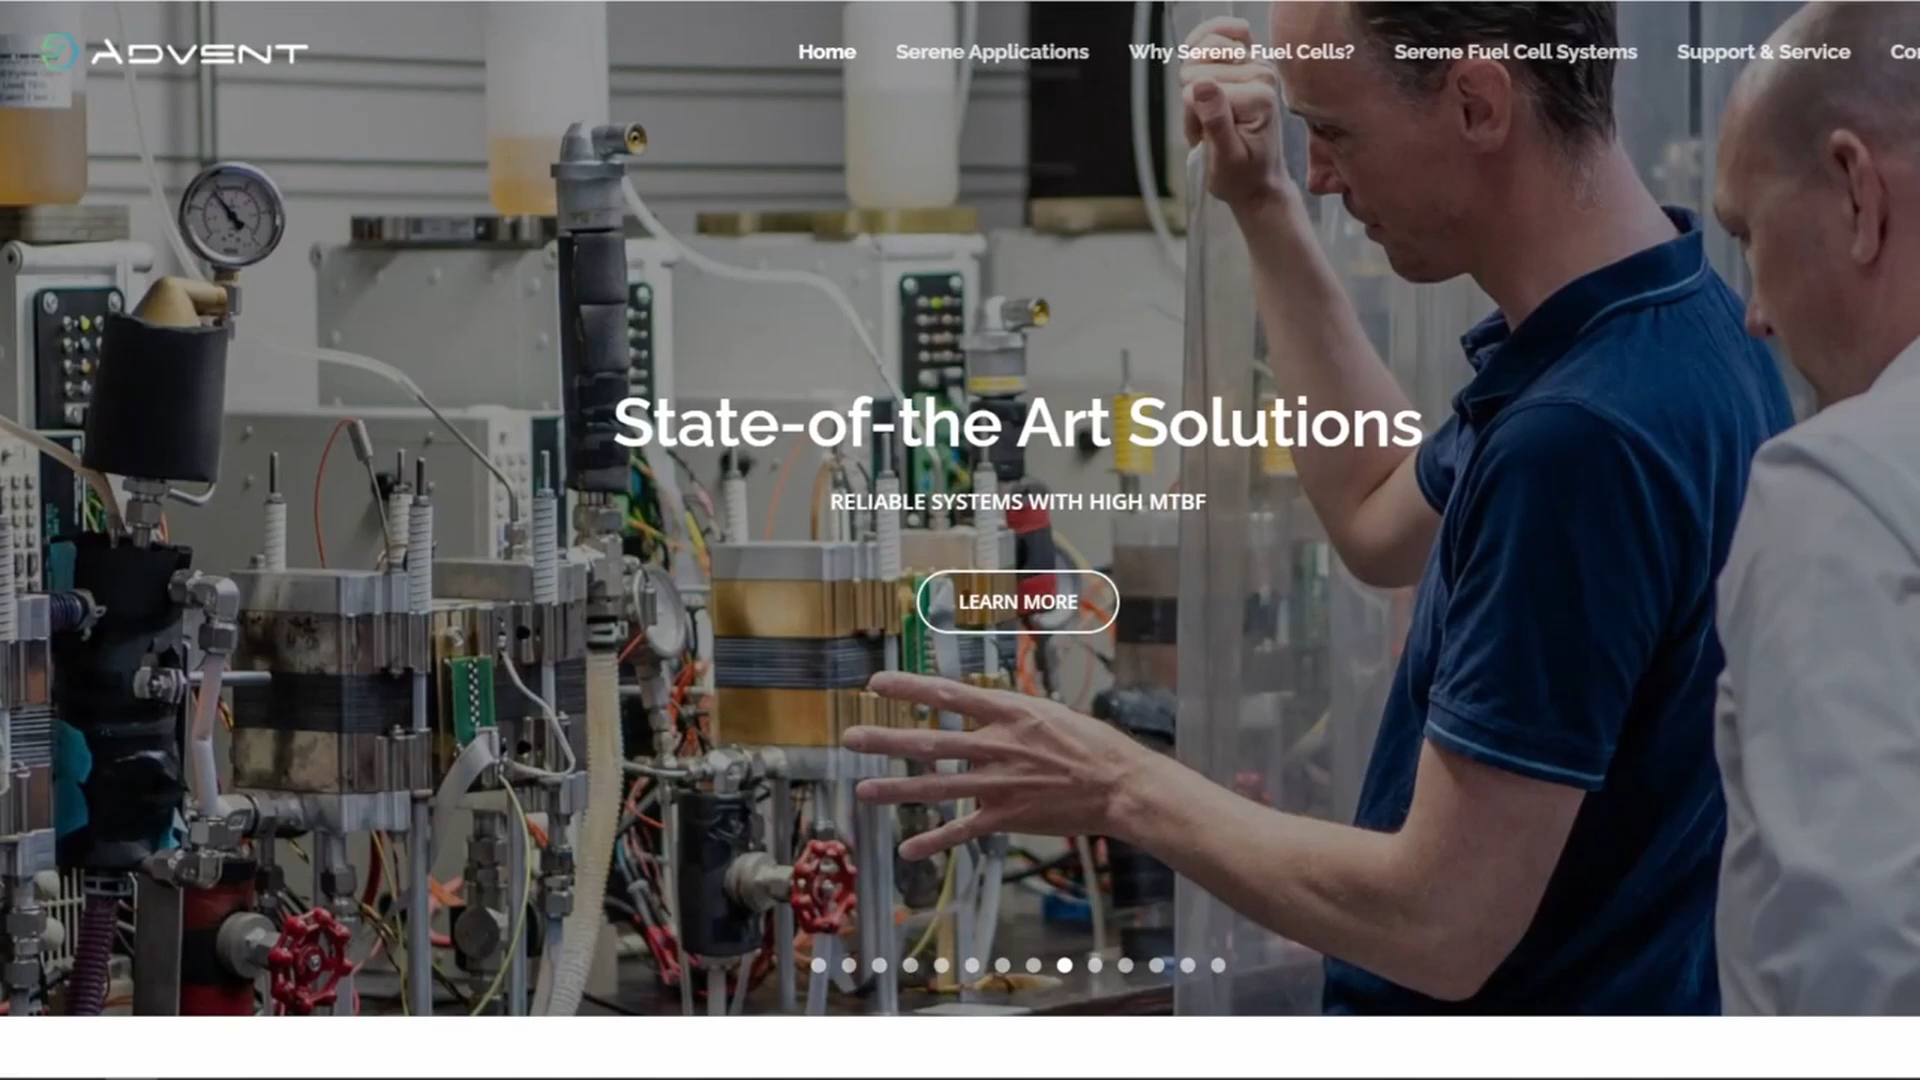 ADVENT
Home Serene Applications Why Serene Fuel Cells? Serene Fuel Cell Systems Support & Service
State-of-the Art Solutions
RELIABLE SYSTEMS WITH HIGH MTBF
LEARN MORE